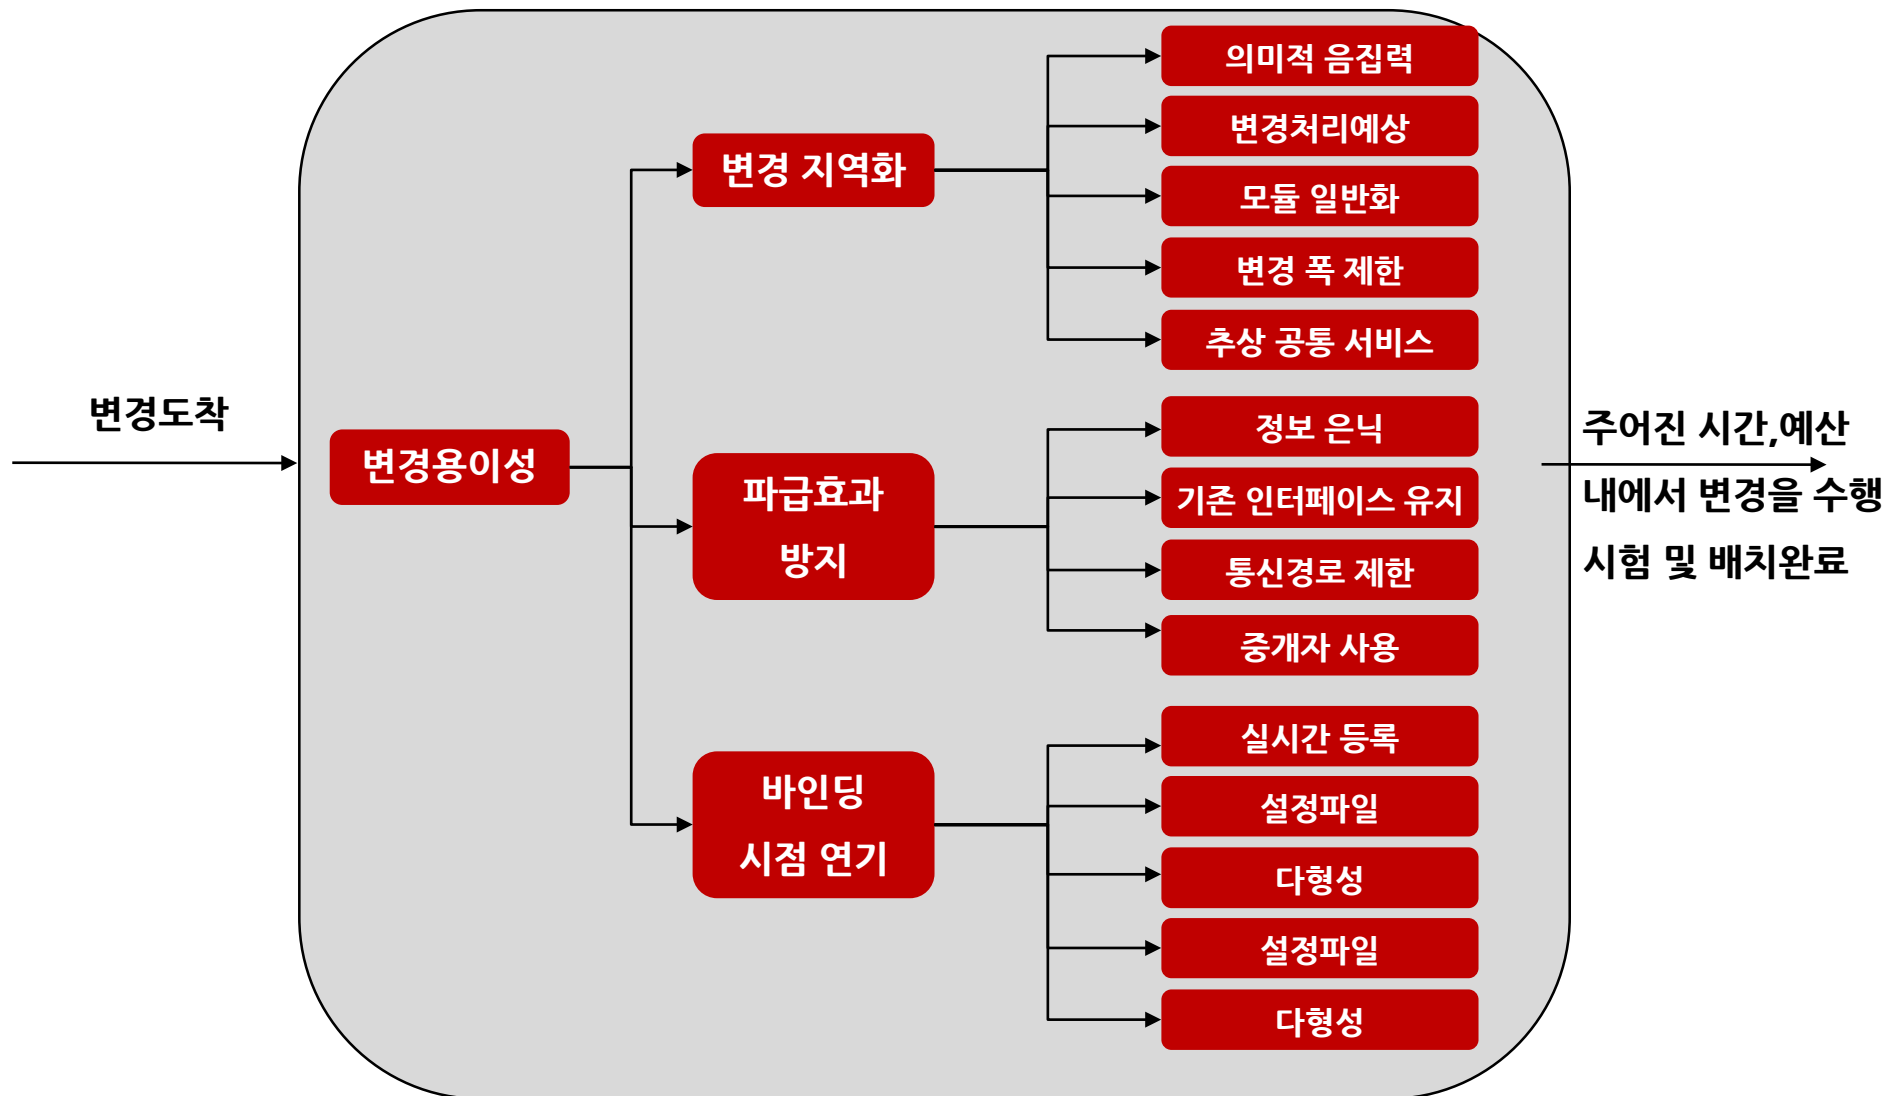 변경도착
변경용이성
변경 지역화
의미적 음집력
변경처리예상
모듈 일반화
변경 폭 제한
추상 공통 서비스
파급효과
방지
정보 은닉
기존 인터페이스 유지
통신경로 제한
중개자 사용
바인딩
시점 연기
실시간 등록
설정파일
다형성
설정파일
다형성
주어진 시간,예산
내에서 변경을 수행
시험 및 배치완료